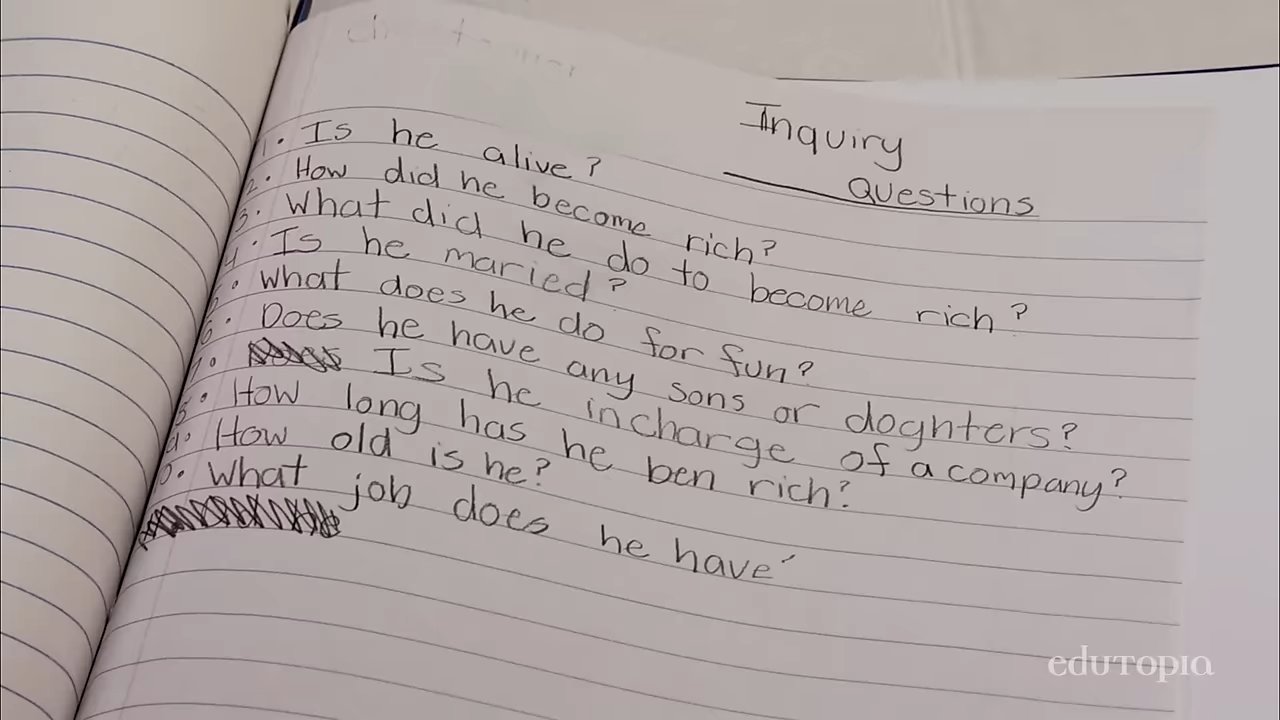 Inquiry
Questions
1. Is he alive?
2. How did he become rich?
3. What did he do to become rich?
4. Is he maried?
5. What does he do for fun?
6. Does he have any sons or doghters?
7. Is he incharge of a company?
8. How long has he ben rich?
9. How old is he?
0. What job does he have
edutopia